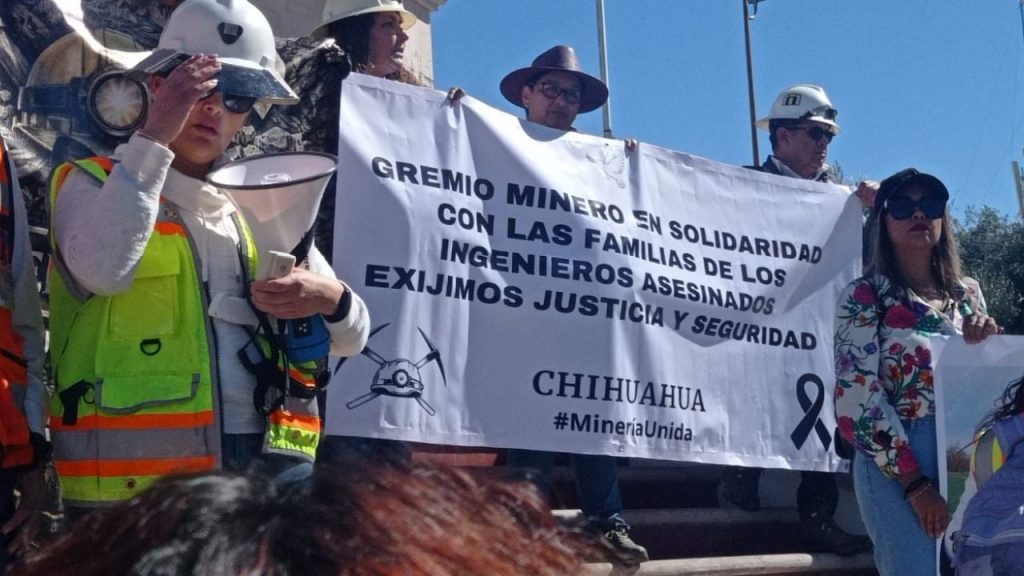 GREMIO MINERO EN SOLIDARIDAD
CON LAS FAMILIAS DE LOS
INGENIEROS ASESINADOS
EXIJIMOS JUSTICIA Y SEGURIDAD
CHIHUAHUA
#MineríaUnida